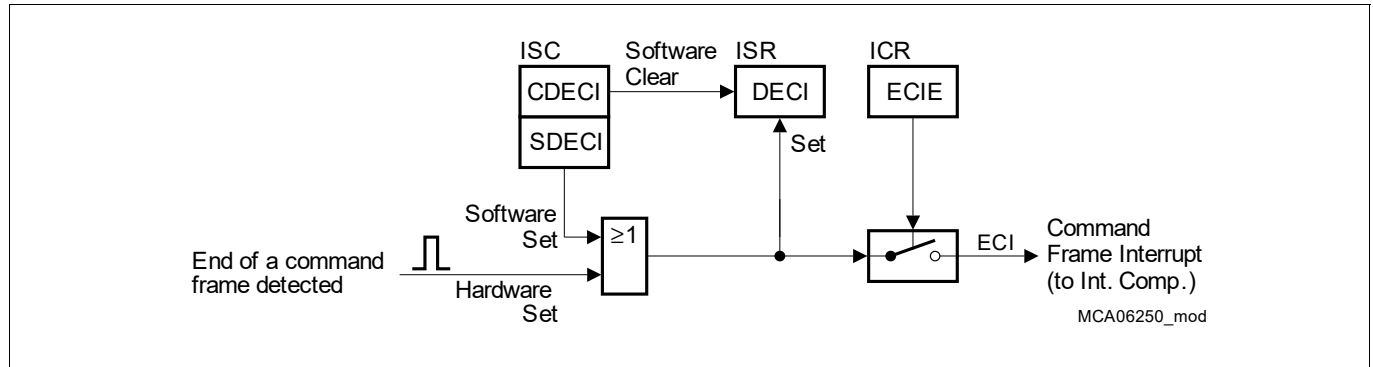 ISC
Software
Clear
ISR
ICR
CDECI
DECI
ECIE
SDECI
Set
Software
Set
≥1
End of a command
frame detected
Hardware
Set
ECI
Command
Frame Interrupt
(to Int. Comp.)
MCA06250_mod